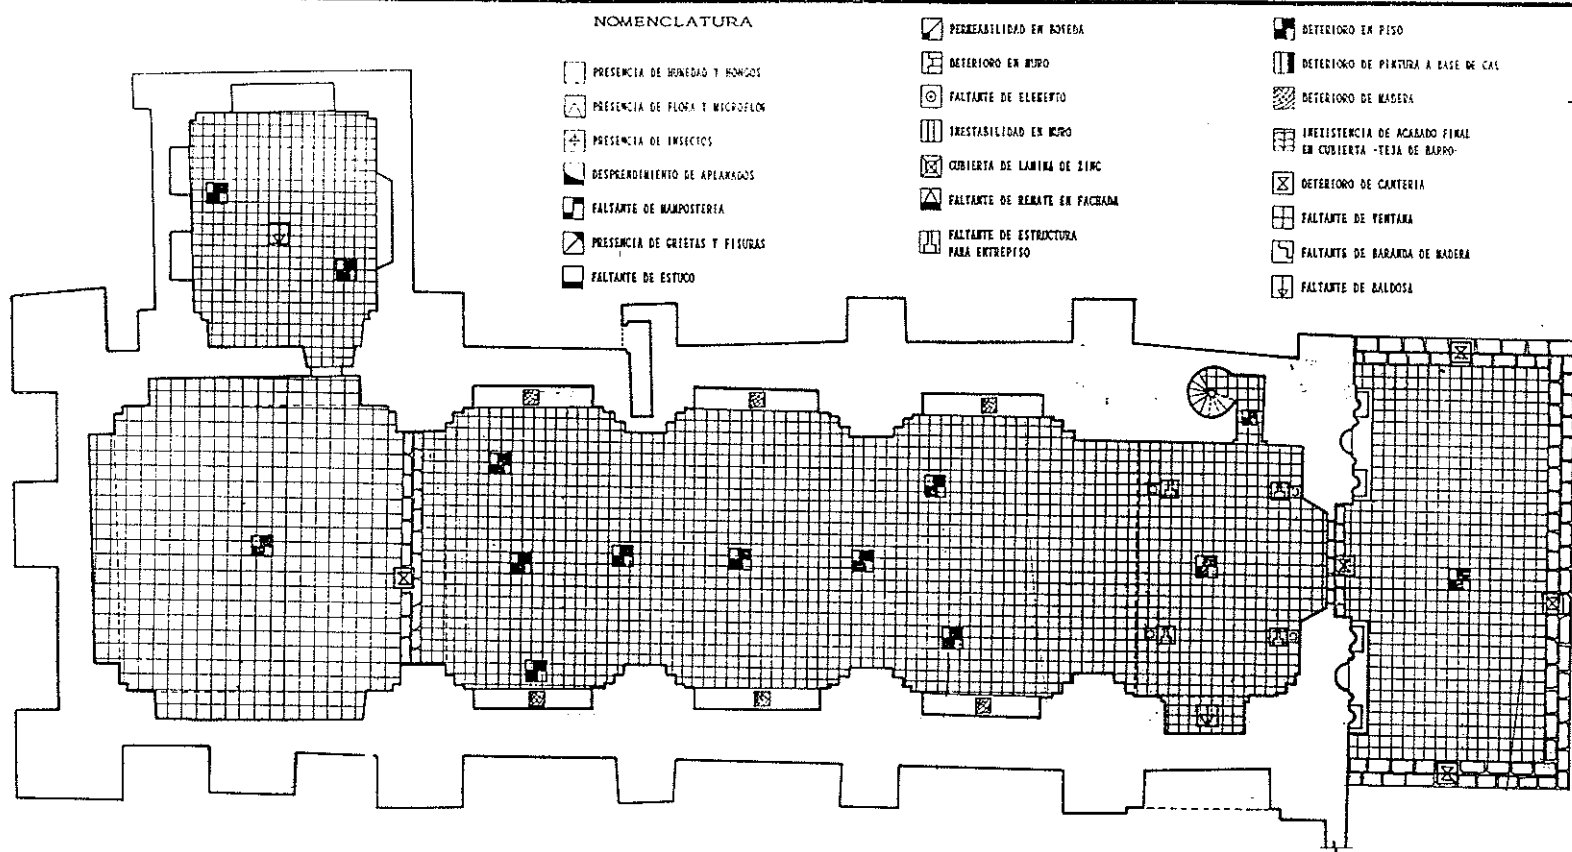 NOMENCLATURA
PRESENCIA DE HUMEDAD Y HONGOS
PRESENCIA DE FLORA Y MICROFLOR
PRESENCIA DE INSECTOS
DESPRENDIMIENTO DE APLANADOS
FALTANTE DE MAMPOSTERIA
PRESENCIA DE GRIETAS Y FISURAS
FALTANTE DE ESTUCO
PERMEABILIDAD EN BOVEDA
DETERIORO EN MURO
FALTANTE DE ELEMENTO
INESTABILIDAD EN MURO
CUBIERTA DE LAMINA DE ZINC
FALTANTE DE REMATE EN FACHADA
FALTANTE DE ESTRUCTURA
PARA ENTREPISO
DETERIORO EN PISO
DETERIORO DE PINTURA A BASE DE CAL
DETERIORO DE MADERA
INEXISTENCIA DE ACABADO FINAL
EN CUBIERTA -TEJA DE BARRO-
DETERIORO DE CANTERIA
FALTANTE DE VENTANA
FALTANTE DE BARANDA DE MADERA
FALTANTE DE BALDOSA